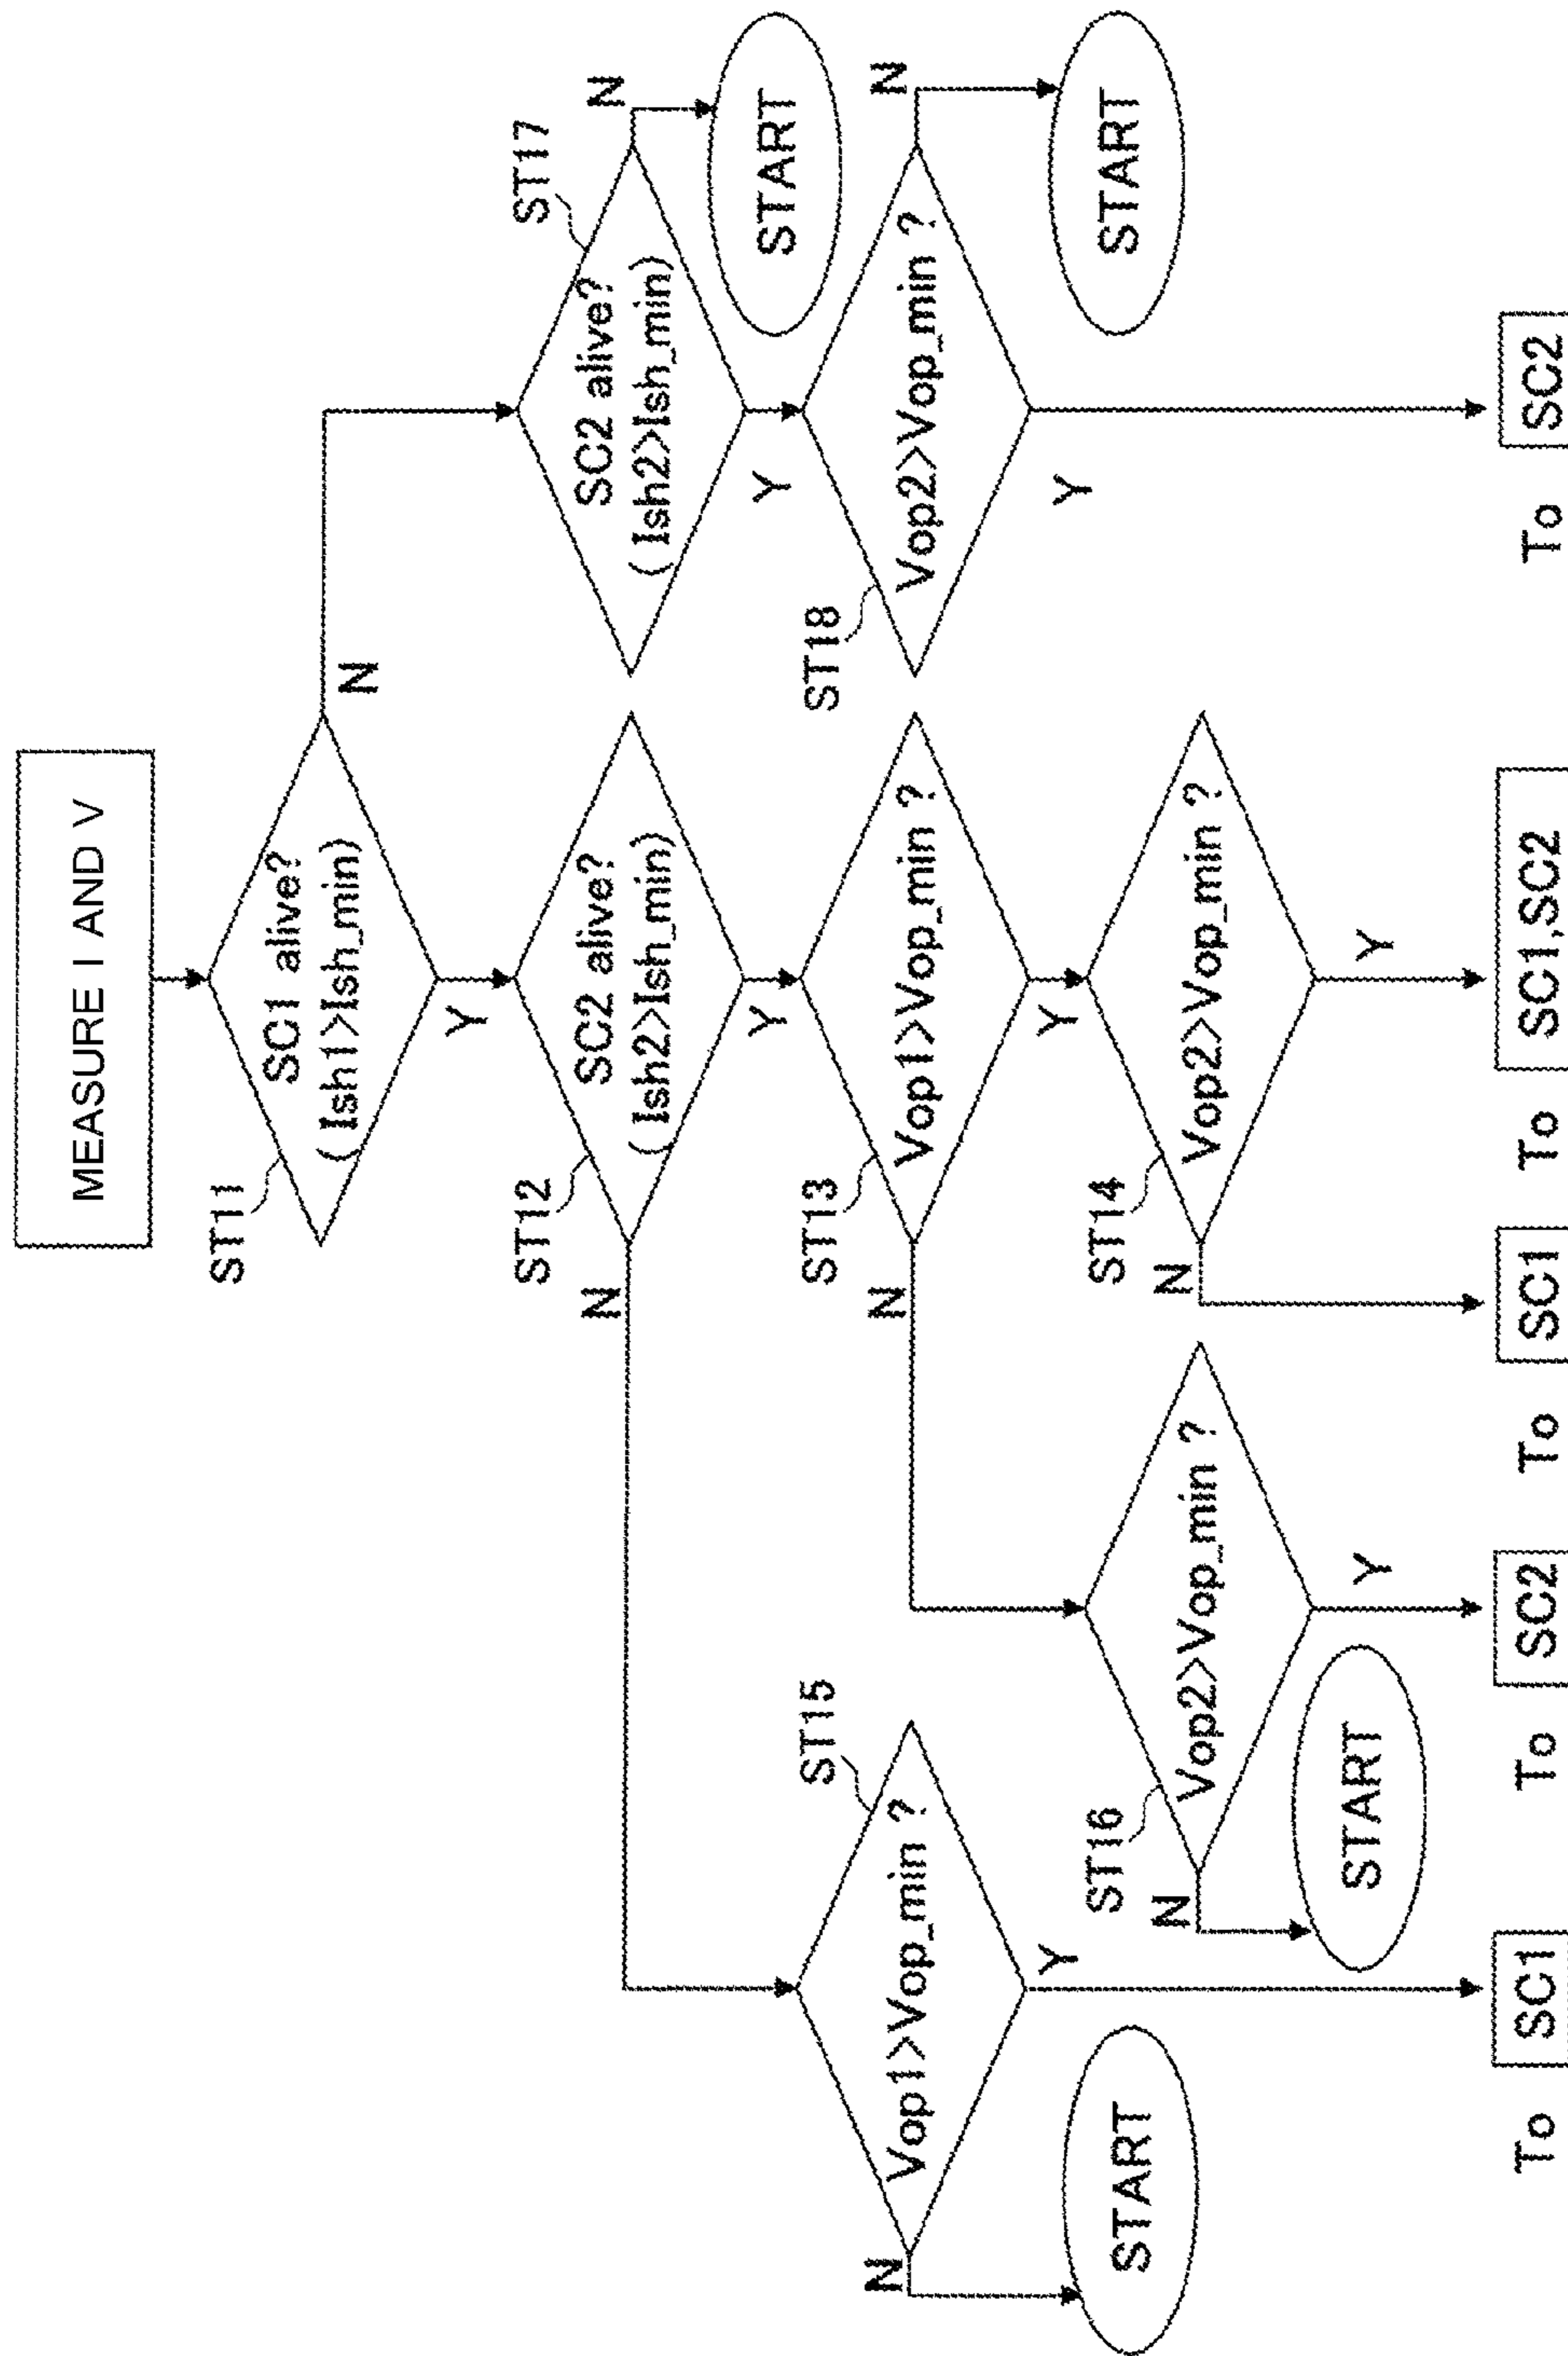 MEASURE I AND V
ST11
SC1 alive?
( Ish1>Ish_min)
N
Y
ST12
SC2 alive?
( Ish2>Ish_min)
N
Y
ST17
SC2 alive?
( Ish2>Ish_min)
N
Y
START
ST15
Vop1>Vop_min ?
N
Y
START
ST13
Vop1>Vop_min ?
N
Y
ST18
Vop2>Vop_min ?
N
Y
START
ST16
Vop2>Vop_min ?
N
Y
START
ST14
Vop2>Vop_min ?
N
Y
To SC1
To SC2
To SC1
To SC1,SC2
To SC2